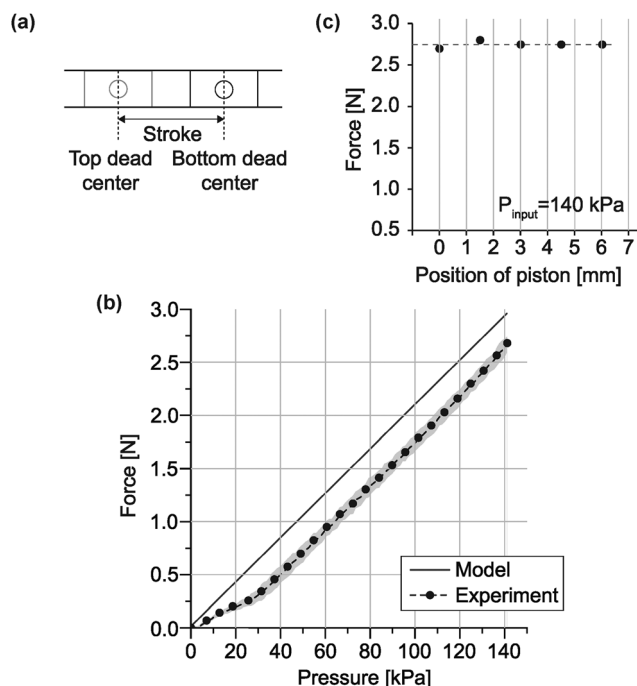 (a)
Stroke
Top dead
center
Bottom dead
center
(c)
3.0
2.5
2.0
1.5
1.0
0.5
Force [N]
P_input=140 kPa
0 1 2 3 4 5 6 7
Position of piston [mm]
(b)
3.0
2.5
2.0
1.5
1.0
0.5
0.0
Force [N]
Model
Experiment
0 20 40 60 80 100 120 140
Pressure [kPa]